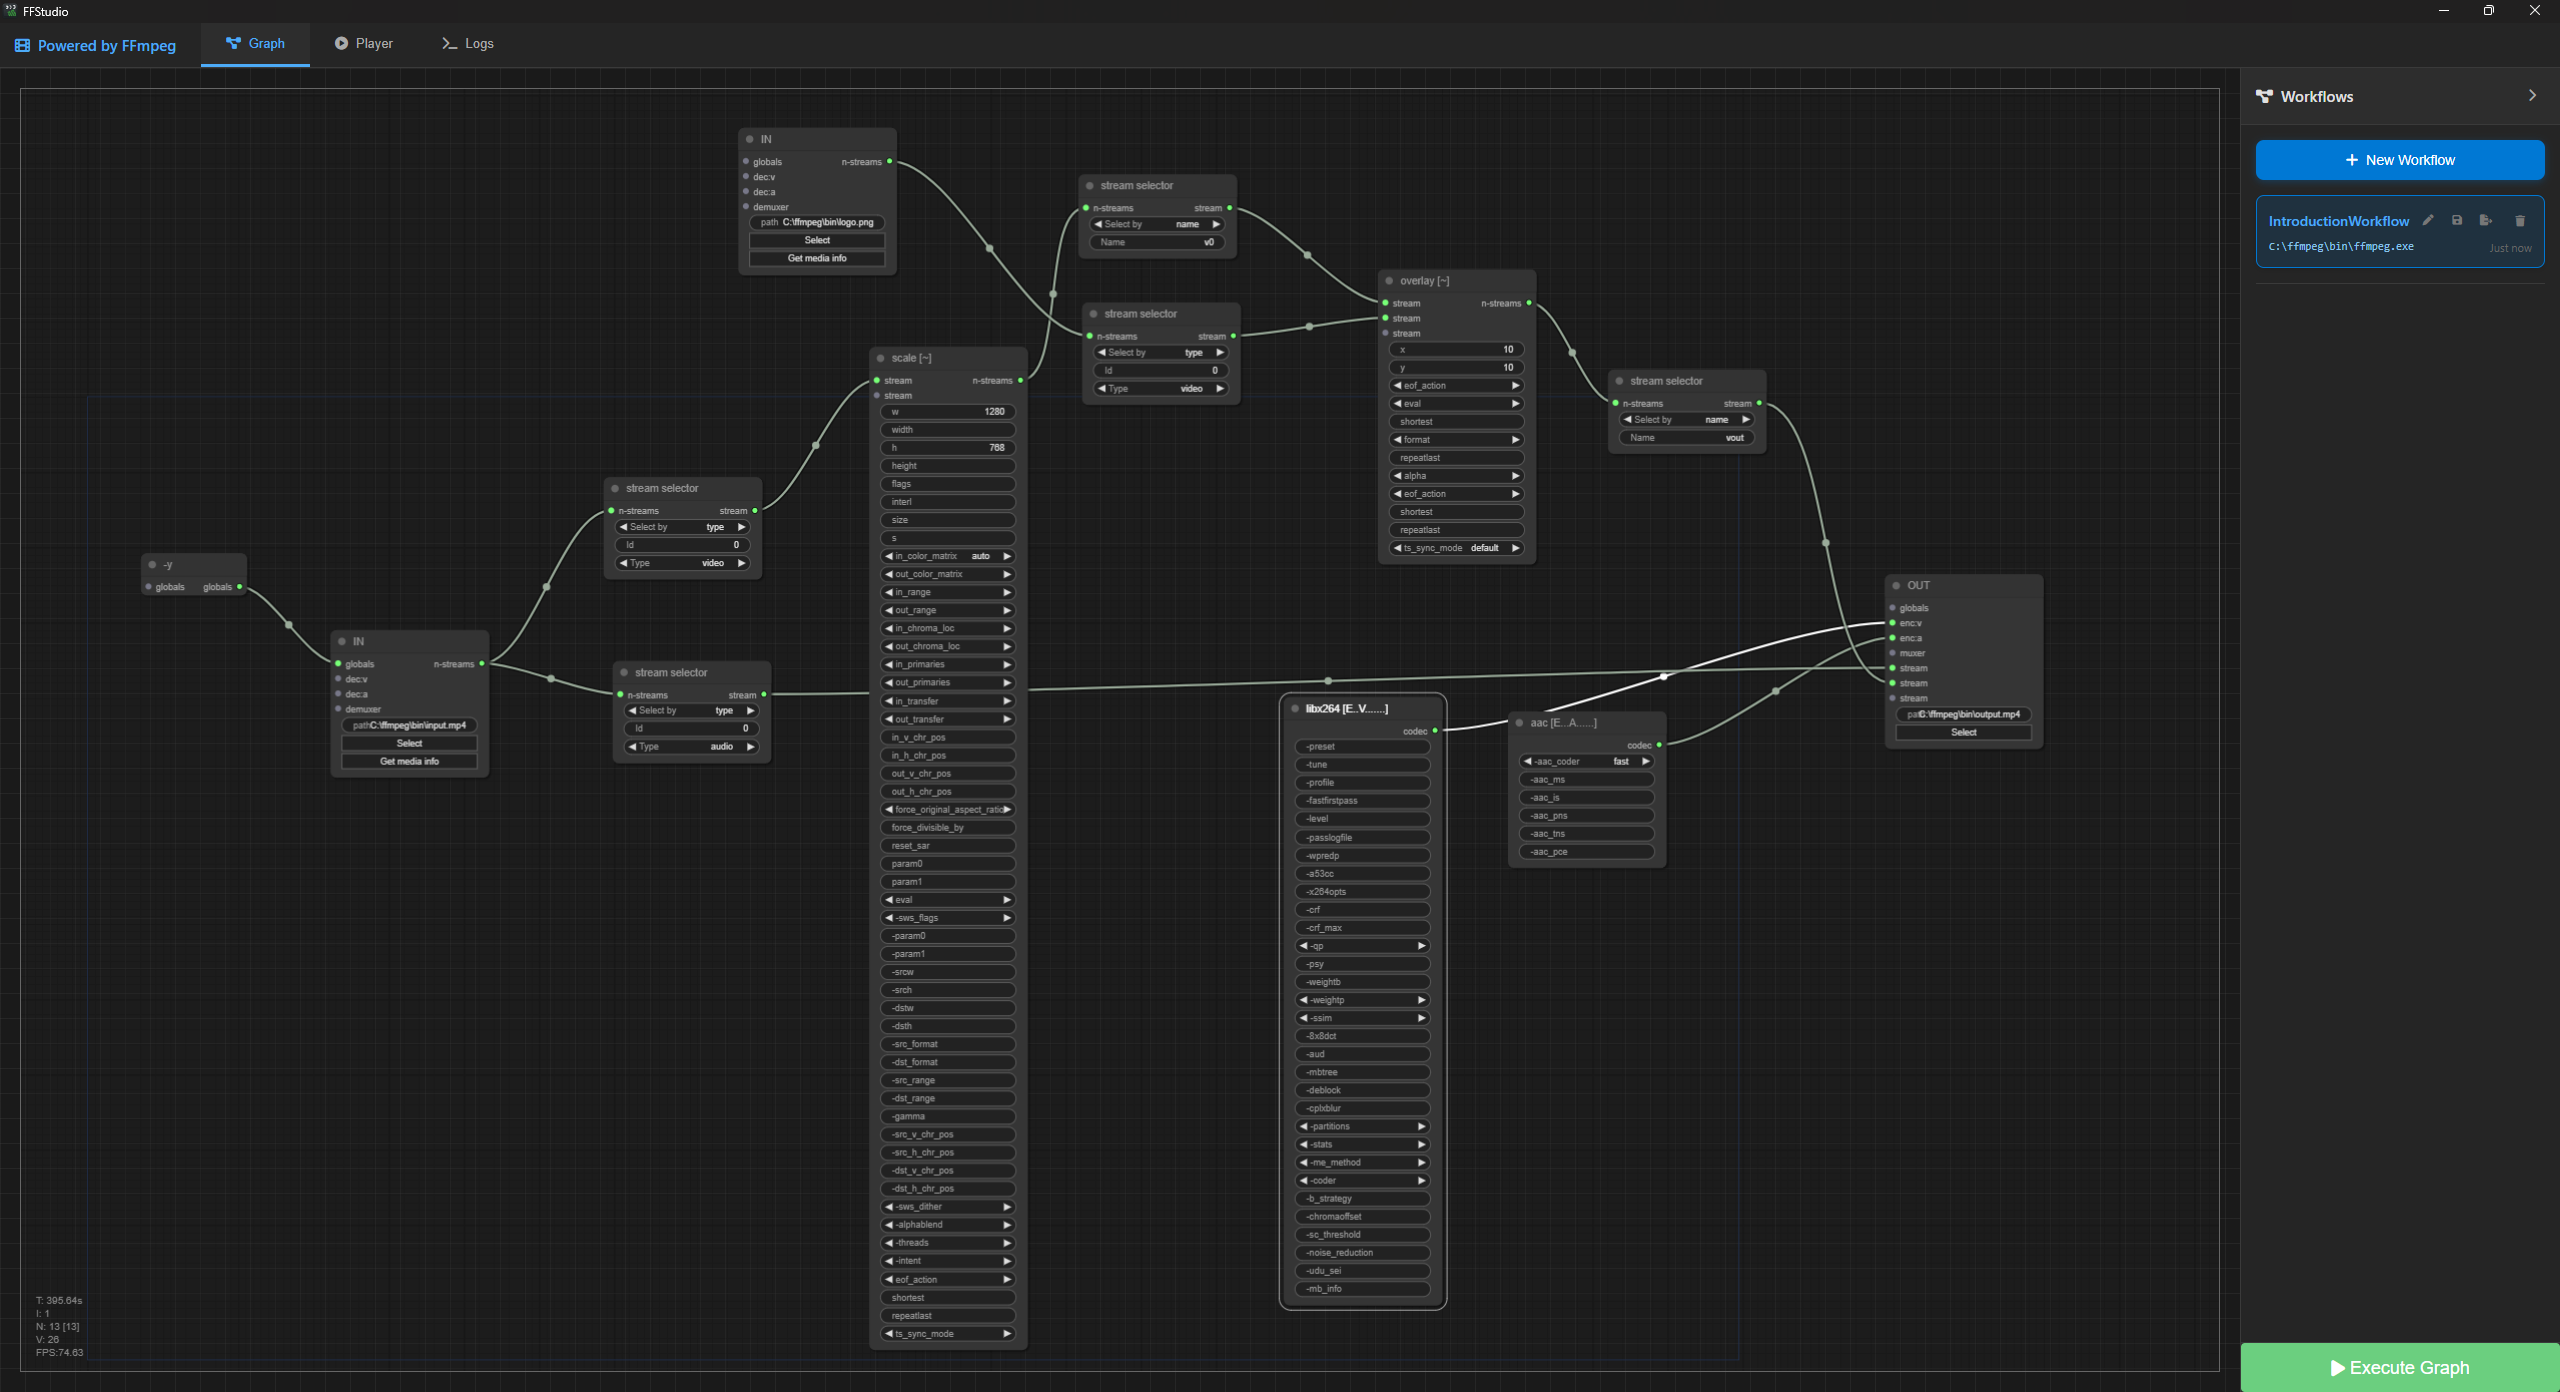 FFStudio
Powered by FFmpeg
Graph
Player
Logs
Workflows
New Workflow
IntroductionWorkflow
C:\ffmpeg\bin\ffmpeg.exe
Just now
IN
globals n-streams
dec:v
dec:a
demuxer
path C:\ffmpeg\bin\logo.png
Select
Get media info
stream selector
n-streams stream
Select by name
Name v0
stream selector
n-streams stream
Select by type
Id 0
Type video
overlay [~]
stream n-streams
stream
stream
x 10
y 10
eof_action
eval
shortest
format
repeatlast
alpha
eof_action
shortest
repeatlast
ts_sync_mode default
stream selector
n-streams stream
Select by name
Name vout
scale [~]
stream n-streams
stream
w 1280
width
h 768
height
flags
interl
size
s
in_color_matrix auto
out_color_matrix
in_range
out_range
in_chroma_loc
out_chroma_loc
in_primaries
out_primaries
in_transfer
out_transfer
in_v_chr_pos
in_h_chr_pos
out_v_chr_pos
out_h_chr_pos
force_original_aspect_ratio
force_divisible_by
reset_sar
param0
param1
eval
-sws_flags
-param0
-param1
-srcw
-srch
-dstw
-dsth
-src_format
-dst_format
-src_range
-dst_range
-gamma
-src_v_chr_pos
-src_h_chr_pos
-dst_v_chr_pos
-dst_h_chr_pos
-sws_dither
-alphablend
-threads
-intent
eof_action
shortest
repeatlast
ts_sync_mode
stream selector
n-streams stream
Select by type
Id 0
Type video
-y
globals globals
IN
globals n-streams
dec:v
dec:a
demuxer
path C:\ffmpeg\bin\input.mp4
Select
Get media info
stream selector
n-streams stream
Select by type
Id 0
Type audio
OUT
globals
enc:v
enc:a
muxer
stream
stream
stream
path C:\ffmpeg\bin\output.mp4
Select
libx264 [E..V.......]
codec
-preset
-tune
-profile
-fastfirstpass
-level
-passlogfile
-wpredp
-a53cc
-x264opts
-crf
-crf_max
-qp
-psy
-weightb
-weightp
-ssim
-8x8dct
-aud
-mbtree
-deblock
-cplxblur
-partitions
-stats
-me_method
-coder
-b_strategy
-chromaoffset
-sc_threshold
-noise_reduction
-udu_sei
-mb_info
aac [E...A......]
codec
-aac_coder fast
-aac_ms
-aac_is
-aac_pns
-aac_tns
-aac_pce
T: 395.64s
I: 1
N: 13 [13]
V: 26
FPS:74.63
Execute Graph